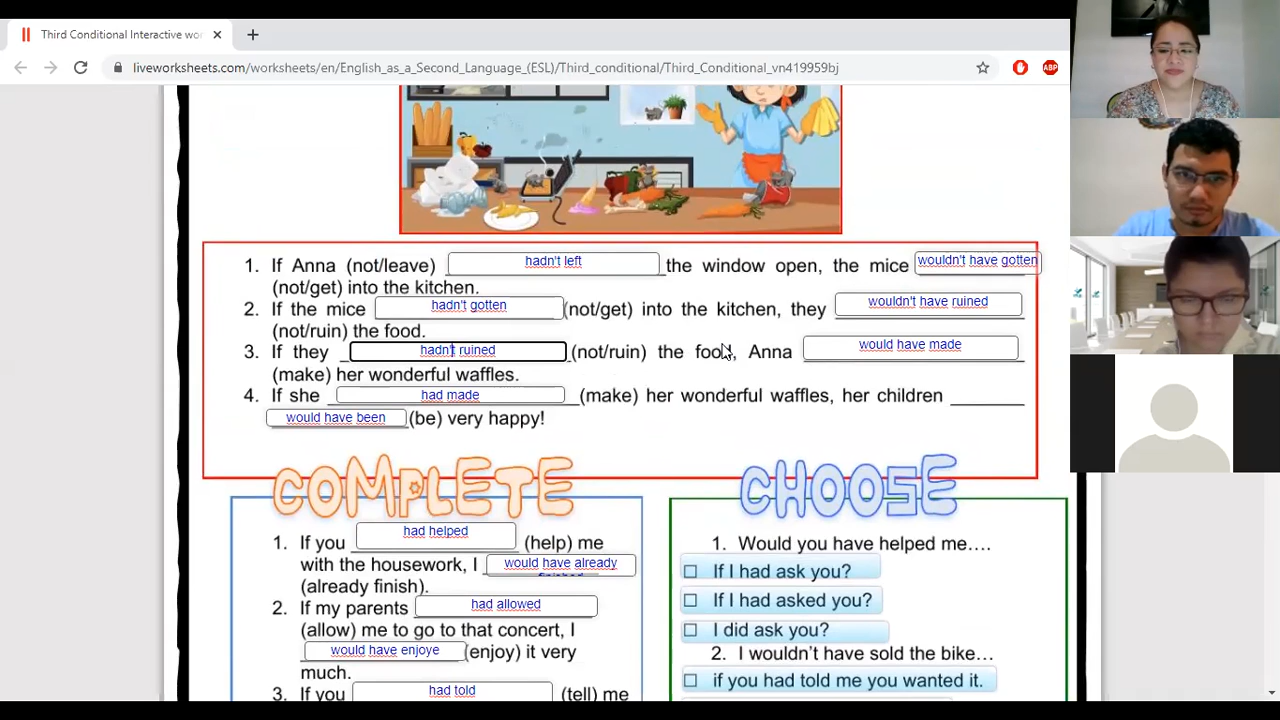 Third Conditional Interactive wo
liveworksheets.com/worksheets/en/English_as_a_Second_Language_(ESL)/Third_conditional/Third_Conditional_vn419959bj
ABP
1. If Anna (not/leave) hadn't left the window open, the mice wouldn't have gotten
(not/get) into the kitchen.
2. If the mice hadn't gotten (not/get) into the kitchen, they wouldn't have ruined
(not/ruin) the food.
3. If they hadn't ruined (not/ruin) the food, Anna would have made
(make) her wonderful waffles.
4. If she had made (make) her wonderful waffles, her children
would have been (be) very happy!
COMPLETE
1. If you had helped (help) me
with the housework, I would have already finished
(already finish).
2. If my parents had allowed
(allow) me to go to that concert, I
would have enjoye (enjoy) it very
much.
3. If you had told (tell) me
CHOOSE
1. Would you have helped me....
If I had ask you?
If I had asked you?
I did ask you?
2. I wouldn't have sold the bike...
if you had told me you wanted it.